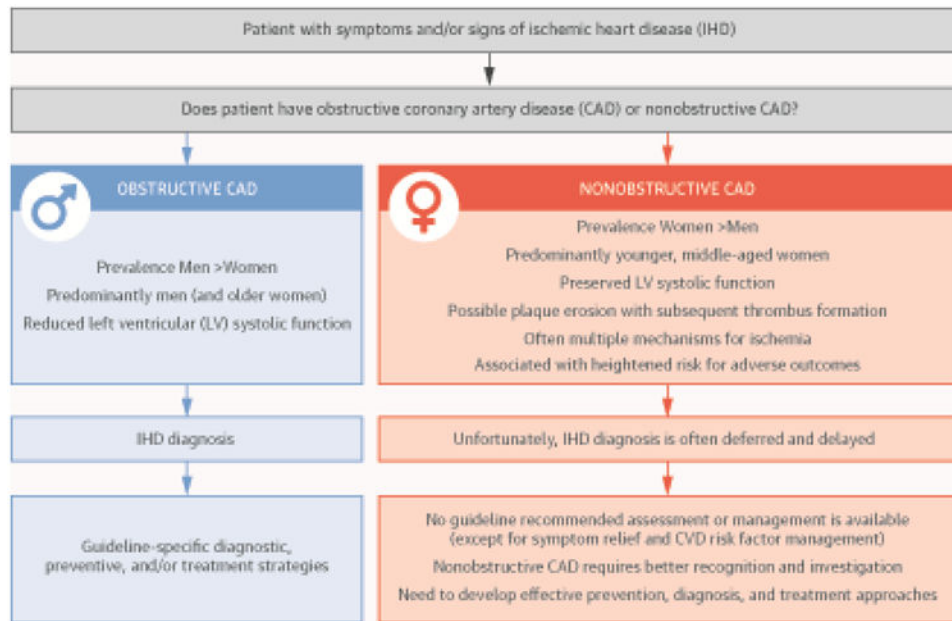 Patient with symptoms and/or signs of ischemic heart disease (IHD)
Does patient have obstructive coronary artery disease (CAD) or nonobstructive CAD?
OBSTRUCTIVE CAD
Prevalence Men >Women
Predominantly men (and older women)
Reduced left ventricular (LV) systolic function
IHD diagnosis
Guideline-specific diagnostic,
preventive, and/or treatment strategies
NONOBSTRUCTIVE CAD
Prevalence Women >Men
Predominantly younger, middle-aged women
Preserved LV systolic function
Possible plaque erosion with subsequent thrombus formation
Often multiple mechanisms for ischemia
Associated with heightened risk for adverse outcomes
Unfortunately, IHD diagnosis is often deferred and delayed
No guideline recommended assessment or management is available
(except for symptom relief and CVD risk factor management)
Nonobstructive CAD requires better recognition and investigation
Need to develop effective prevention, diagnosis, and treatment approaches